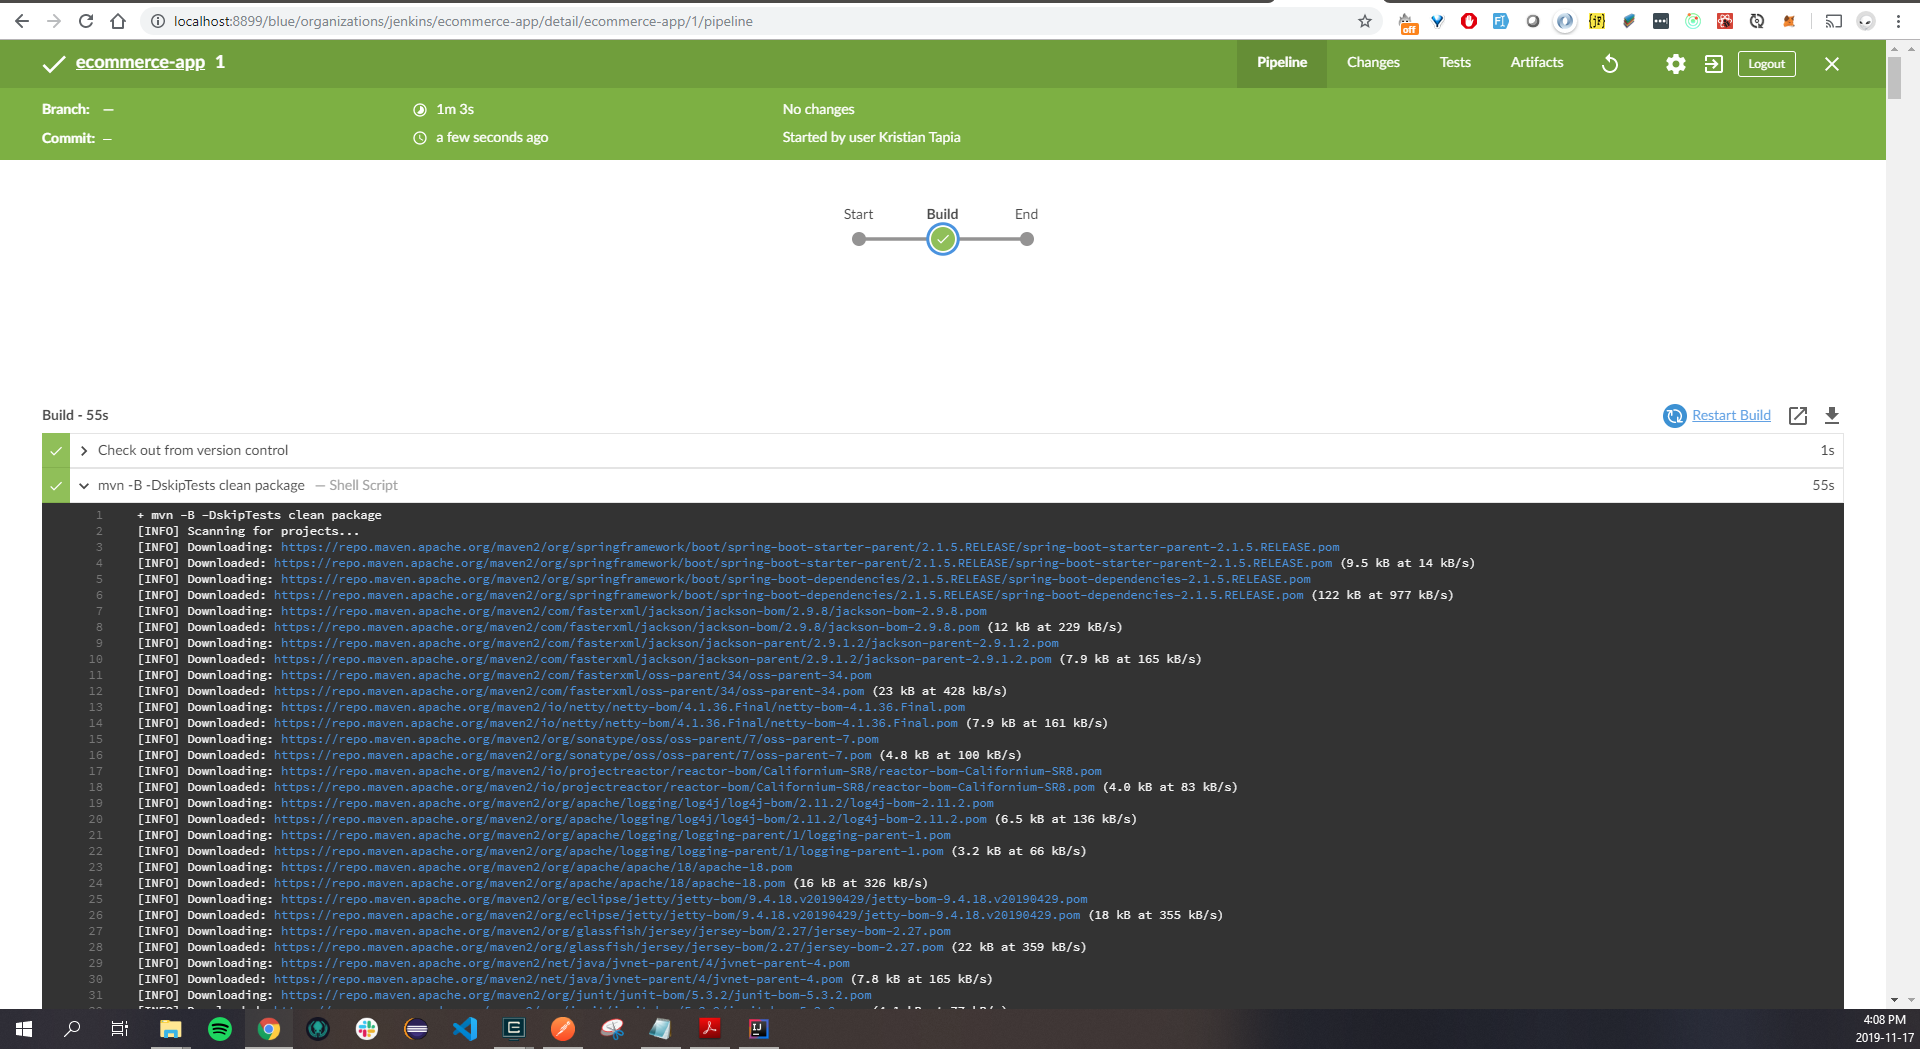 localhost:8899/blue/organizations/jenkins/ecommerce-app/detail/ecommerce-app/1/pipeline
off
ecommerce-app 1
Pipeline Changes Tests Artifacts Logout
Branch: — 1m 3s No changes
Commit: — a few seconds ago Started by user Kristian Tapia
Start Build End
Build - 55s Restart Build
Check out from version control 1s
mvn -B -DskipTests clean package — Shell Script 55s
1 + mvn -B -DskipTests clean package
2 [INFO] Scanning for projects...
3 [INFO] Downloading: https://repo.maven.apache.org/maven2/org/springframework/boot/spring-boot-starter-parent/2.1.5.RELEASE/spring-boot-starter-parent-2.1.5.RELEASE.pom
4 [INFO] Downloaded: https://repo.maven.apache.org/maven2/org/springframework/boot/spring-boot-starter-parent/2.1.5.RELEASE/spring-boot-starter-parent-2.1.5.RELEASE.pom (9.5 kB at 14 kB/s)
5 [INFO] Downloading: https://repo.maven.apache.org/maven2/org/springframework/boot/spring-boot-dependencies/2.1.5.RELEASE/spring-boot-dependencies-2.1.5.RELEASE.pom
6 [INFO] Downloaded: https://repo.maven.apache.org/maven2/org/springframework/boot/spring-boot-dependencies/2.1.5.RELEASE/spring-boot-dependencies-2.1.5.RELEASE.pom (122 kB at 977 kB/s)
7 [INFO] Downloading: https://repo.maven.apache.org/maven2/com/fasterxml/jackson/jackson-bom/2.9.8/jackson-bom-2.9.8.pom
8 [INFO] Downloaded: https://repo.maven.apache.org/maven2/com/fasterxml/jackson/jackson-bom/2.9.8/jackson-bom-2.9.8.pom (12 kB at 229 kB/s)
9 [INFO] Downloading: https://repo.maven.apache.org/maven2/com/fasterxml/jackson/jackson-parent/2.9.1.2/jackson-parent-2.9.1.2.pom
10 [INFO] Downloaded: https://repo.maven.apache.org/maven2/com/fasterxml/jackson/jackson-parent/2.9.1.2/jackson-parent-2.9.1.2.pom (7.9 kB at 165 kB/s)
11 [INFO] Downloading: https://repo.maven.apache.org/maven2/com/fasterxml/oss-parent/34/oss-parent-34.pom
12 [INFO] Downloaded: https://repo.maven.apache.org/maven2/com/fasterxml/oss-parent/34/oss-parent-34.pom (23 kB at 428 kB/s)
13 [INFO] Downloading: https://repo.maven.apache.org/maven2/io/netty/netty-bom/4.1.36.Final/netty-bom-4.1.36.Final.pom
14 [INFO] Downloaded: https://repo.maven.apache.org/maven2/io/netty/netty-bom/4.1.36.Final/netty-bom-4.1.36.Final.pom (7.9 kB at 161 kB/s)
15 [INFO] Downloading: https://repo.maven.apache.org/maven2/org/sonatype/oss/oss-parent/7/oss-parent-7.pom
16 [INFO] Downloaded: https://repo.maven.apache.org/maven2/org/sonatype/oss/oss-parent/7/oss-parent-7.pom (4.8 kB at 100 kB/s)
17 [INFO] Downloading: https://repo.maven.apache.org/maven2/io/projectreactor/reactor-bom/Californium-SR8/reactor-bom-Californium-SR8.pom
18 [INFO] Downloaded: https://repo.maven.apache.org/maven2/io/projectreactor/reactor-bom/Californium-SR8/reactor-bom-Californium-SR8.pom (4.0 kB at 83 kB/s)
19 [INFO] Downloading: https://repo.maven.apache.org/maven2/org/apache/logging/log4j/log4j-bom/2.11.2/log4j-bom-2.11.2.pom
20 [INFO] Downloaded: https://repo.maven.apache.org/maven2/org/apache/logging/log4j/log4j-bom/2.11.2/log4j-bom-2.11.2.pom (6.5 kB at 136 kB/s)
21 [INFO] Downloading: https://repo.maven.apache.org/maven2/org/apache/logging/logging-parent/1/logging-parent-1.pom
22 [INFO] Downloaded: https://repo.maven.apache.org/maven2/org/apache/logging/logging-parent/1/logging-parent-1.pom (3.2 kB at 66 kB/s)
23 [INFO] Downloading: https://repo.maven.apache.org/maven2/org/apache/apache/18/apache-18.pom
24 [INFO] Downloaded: https://repo.maven.apache.org/maven2/org/apache/apache/18/apache-18.pom (16 kB at 326 kB/s)
25 [INFO] Downloading: https://repo.maven.apache.org/maven2/org/eclipse/jetty/jetty-bom/9.4.18.v20190429/jetty-bom-9.4.18.v20190429.pom
26 [INFO] Downloaded: https://repo.maven.apache.org/maven2/org/eclipse/jetty/jetty-bom/9.4.18.v20190429/jetty-bom-9.4.18.v20190429.pom (18 kB at 355 kB/s)
27 [INFO] Downloading: https://repo.maven.apache.org/maven2/org/glassfish/jersey/jersey-bom/2.27/jersey-bom-2.27.pom
28 [INFO] Downloaded: https://repo.maven.apache.org/maven2/org/glassfish/jersey/jersey-bom/2.27/jersey-bom-2.27.pom (22 kB at 359 kB/s)
29 [INFO] Downloading: https://repo.maven.apache.org/maven2/net/java/jvnet-parent/4/jvnet-parent-4.pom
30 [INFO] Downloaded: https://repo.maven.apache.org/maven2/net/java/jvnet-parent/4/jvnet-parent-4.pom (7.8 kB at 165 kB/s)
31 [INFO] Downloading: https://repo.maven.apache.org/maven2/org/junit/junit-bom/5.3.2/junit-bom-5.3.2.pom
4:08 PM
2019-11-17